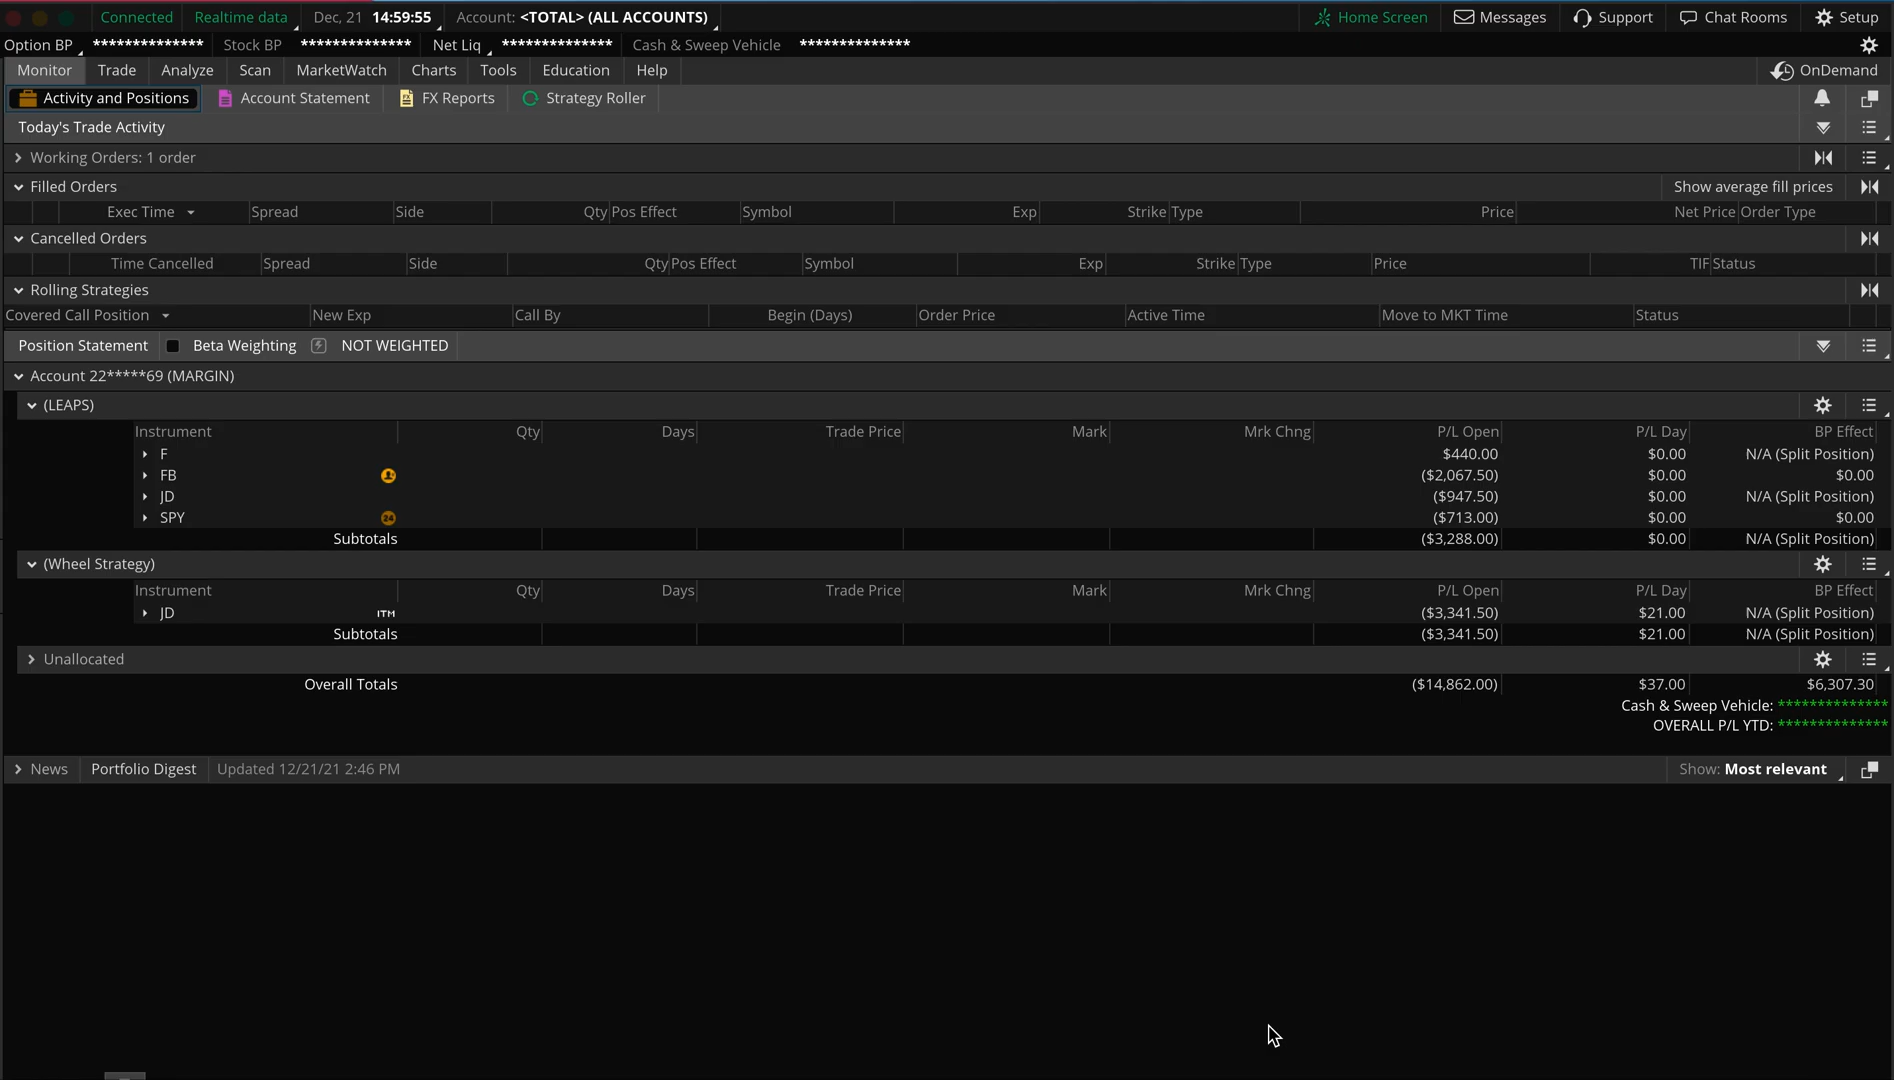 Connected Realtime data Dec, 21 14:59:55 Account: <TOTAL> (ALL ACCOUNTS) Home Screen Messages Support Chat Rooms Setup
Option BP ************** Stock BP ************** Net Liq ************** Cash & Sweep Vehicle **************
Monitor Trade Analyze Scan MarketWatch Charts Tools Education Help OnDemand
Activity and Positions Account Statement FX Reports Strategy Roller
Today's Trade Activity
Working Orders: 1 order
Filled Orders Show average fill prices
Exec Time Spread Side Qty Pos Effect Symbol Exp Strike Type Price Net Price Order Type
Cancelled Orders
Time Cancelled Spread Side Qty Pos Effect Symbol Exp Strike Type Price TIF Status
Rolling Strategies
Covered Call Position New Exp Call By Begin (Days) Order Price Active Time Move to MKT Time Status
Position Statement Beta Weighting NOT WEIGHTED
Account 22*****69 (MARGIN)
(LEAPS)
Instrument Qty Days Trade Price Mark Mrk Chng P/L Open P/L Day BP Effect
F $440.00 $0.00 N/A (Split Position)
FB ($2,067.50) $0.00 $0.00
JD ($947.50) $0.00 N/A (Split Position)
SPY 24 ($713.00) $0.00 $0.00
Subtotals ($3,288.00) $0.00 N/A (Split Position)
(Wheel Strategy)
Instrument Qty Days Trade Price Mark Mrk Chng P/L Open P/L Day BP Effect
JD ITM ($3,341.50) $21.00 N/A (Split Position)
Subtotals ($3,341.50) $21.00 N/A (Split Position)
Unallocated
Overall Totals ($14,862.00) $37.00 $6,307.30
Cash & Sweep Vehicle: **************
OVERALL P/L YTD: **************
News Portfolio Digest Updated 12/21/21 2:46 PM Show: Most relevant